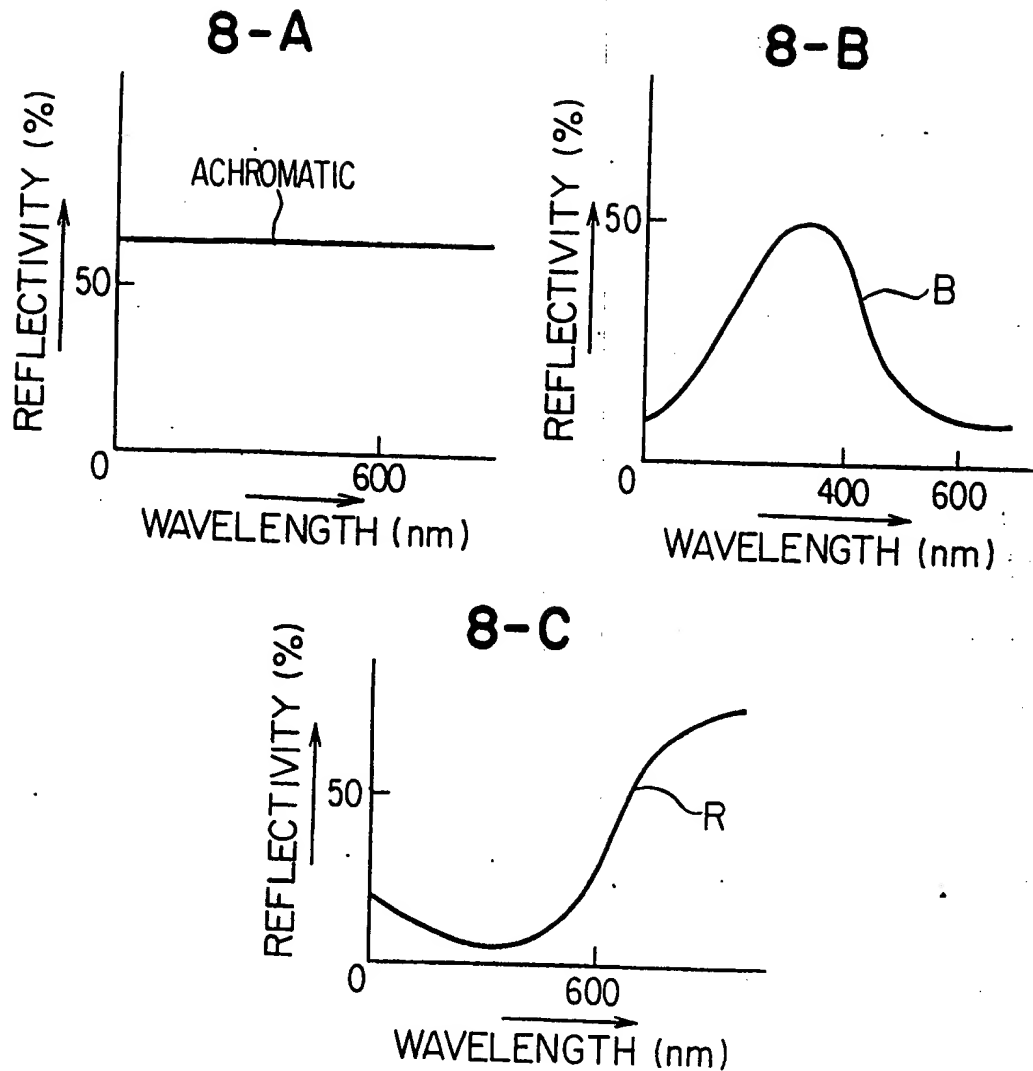 8-A
REFLECTIVITY (%)
ACHROMATIC
50
0
600
WAVELENGTH (nm)
8-B
REFLECTIVITY (%)
50
B
0
400
600
WAVELENGTH (nm)
8-C
REFLECTIVITY (%)
50
R
0
600
WAVELENGTH (nm)